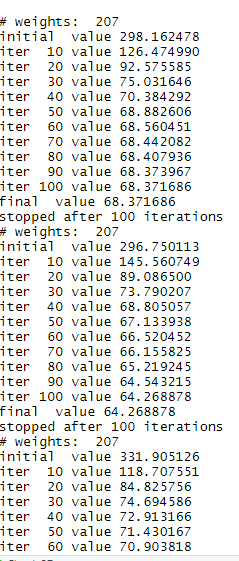 # weights:  207
initial  value 298.162478
iter  10 value 126.474990
iter  20 value 92.575585
iter  30 value 75.031646
iter  40 value 70.384292
iter  50 value 68.882606
iter  60 value 68.560451
iter  70 value 68.442082
iter  80 value 68.407936
iter  90 value 68.373967
iter 100 value 68.371686
final  value 68.371686
stopped after 100 iterations
# weights:  207
initial  value 296.750113
iter  10 value 145.560749
iter  20 value 89.086500
iter  30 value 73.790207
iter  40 value 68.805057
iter  50 value 67.133938
iter  60 value 66.520452
iter  70 value 66.155825
iter  80 value 65.219245
iter  90 value 64.543215
iter 100 value 64.268878
final  value 64.268878
stopped after 100 iterations
# weights:  207
initial  value 331.905126
iter  10 value 118.707551
iter  20 value 84.825756
iter  30 value 74.694586
iter  40 value 72.913166
iter  50 value 71.430167
iter  60 value 70.903818